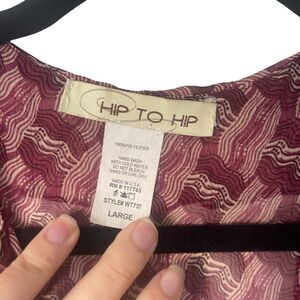 HIP TO HIP
100% POLYESTER
HAND WASH
WITH COLD WATER
DO NOT BLEACH
HANG OR LINE DRY
MADE IN U.S.A.
RN # 117743
STYLE# WT737
LARGE